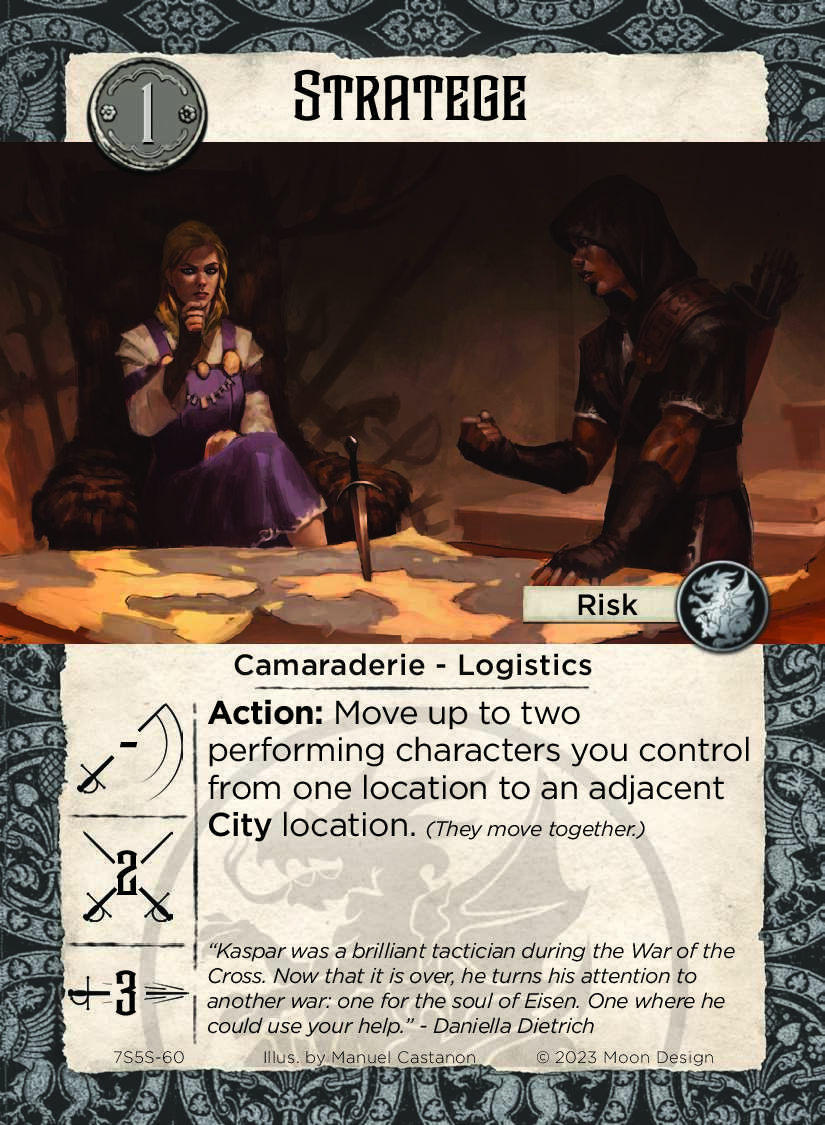 1
STRATEGE
Risk
Camaraderie - Logistics
Action: Move up to two
performing characters you control
from one location to an adjacent
City location. (They move together.)
-
2
3
“Kaspar was a brilliant tactician during the War of the
Cross. Now that it is over, he turns his attention to
another war: one for the soul of Eisen. One where he
could use your help.” - Daniella Dietrich
7S5S-60 Illus. by Manuel Castanon © 2023 Moon Design